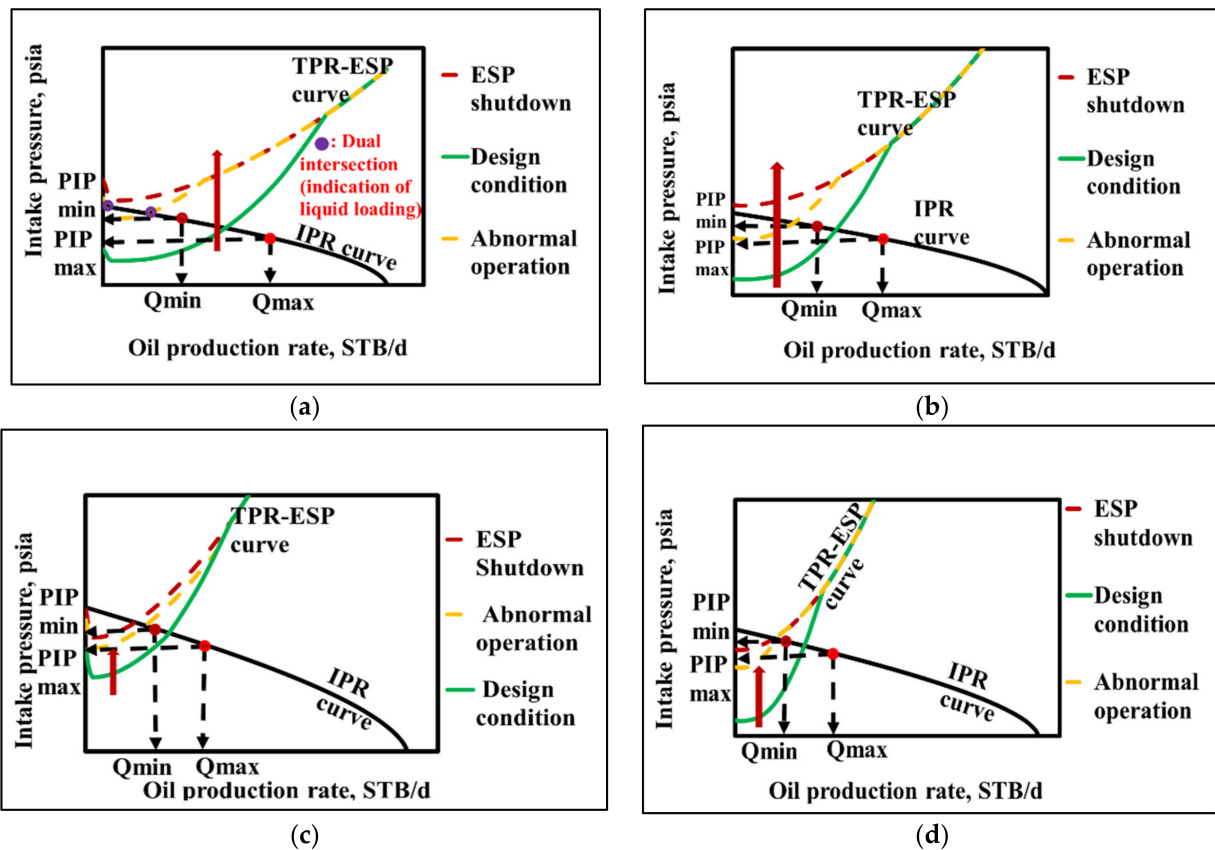 Intake pressure, psia
PIP
min
PIP
max
TPR-ESP
curve
: Dual
intersection
(indication of
liquid loading)
IPR curve
Qmin
Qmax
Oil production rate, STB/d
ESP
shutdown
Design
condition
Abnormal
operation
(a)
Intake pressure, psia
PIP
min
PIP
max
TPR-ESP
curve
IPR
curve
Qmin
Qmax
Oil production rate, STB/d
ESP
shutdown
Design
condition
Abnormal
operation
(b)
Intake pressure, psia
PIP
min
PIP
max
TPR-ESP
curve
IPR
curve
Qmin
Qmax
Oil production rate, STB/d
ESP
Shutdown
Abnormal
operation
Design
condition
(c)
Intake pressure, psia
PIP
min
PIP
max
TPR-ESP
curve
IPR
curve
Qmin
Qmax
Oil production rate, STB/d
ESP
shutdown
Design
condition
Abnormal
operation
(d)